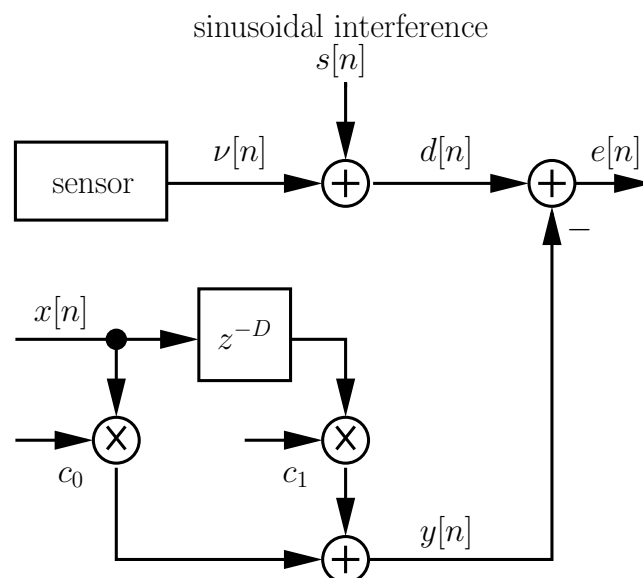 sinusoidal interference
s[n]
ν[n]
d[n]
e[n]
sensor
+
+
−
x[n]
z^{-D}
×
×
c_0
c_1
y[n]
+